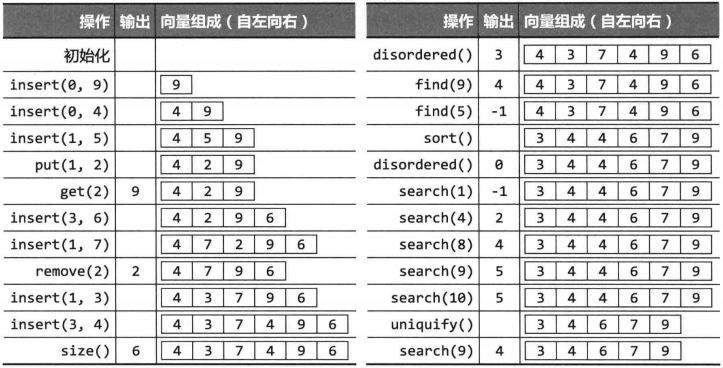 操作 输出 向量组成（自左向右）
初始化
insert(0, 9) 9
insert(0, 4) 4 9
insert(1, 5) 4 5 9
put(1, 2) 4 2 9
get(2) 9 4 2 9
insert(3, 6) 4 2 9 6
insert(1, 7) 4 7 2 9 6
remove(2) 2 4 7 9 6
insert(1, 3) 4 3 7 9 6
insert(3, 4) 4 3 7 4 9 6
size() 6 4 3 7 4 9 6
操作 输出 向量组成（自左向右）
disordered() 3 4 3 7 4 9 6
find(9) 4 4 3 7 4 9 6
find(5) -1 4 3 7 4 9 6
sort() 3 4 4 6 7 9
disordered() 0 3 4 4 6 7 9
search(1) -1 3 4 4 6 7 9
search(4) 2 3 4 4 6 7 9
search(8) 4 3 4 4 6 7 9
search(9) 5 3 4 4 6 7 9
search(10) 5 3 4 4 6 7 9
uniquify() 3 4 6 7 9
search(9) 4 3 4 6 7 9